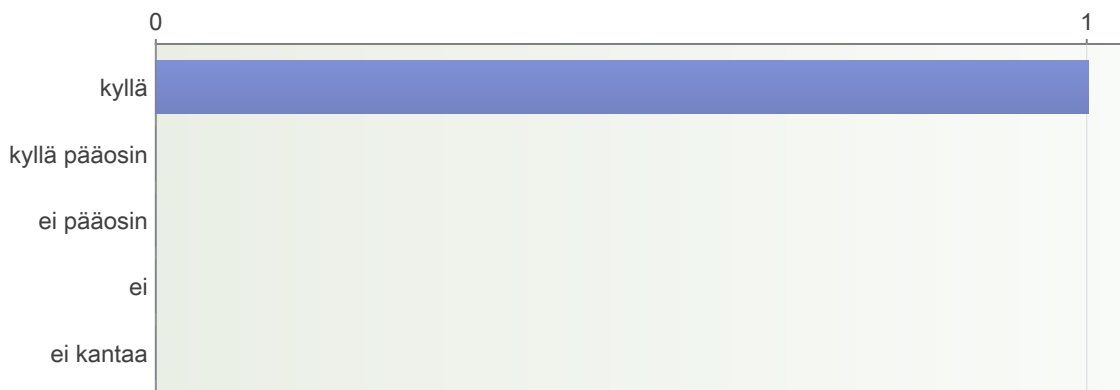 0 1
kyllä
kyllä pääosin
ei pääosin
ei
ei kantaa